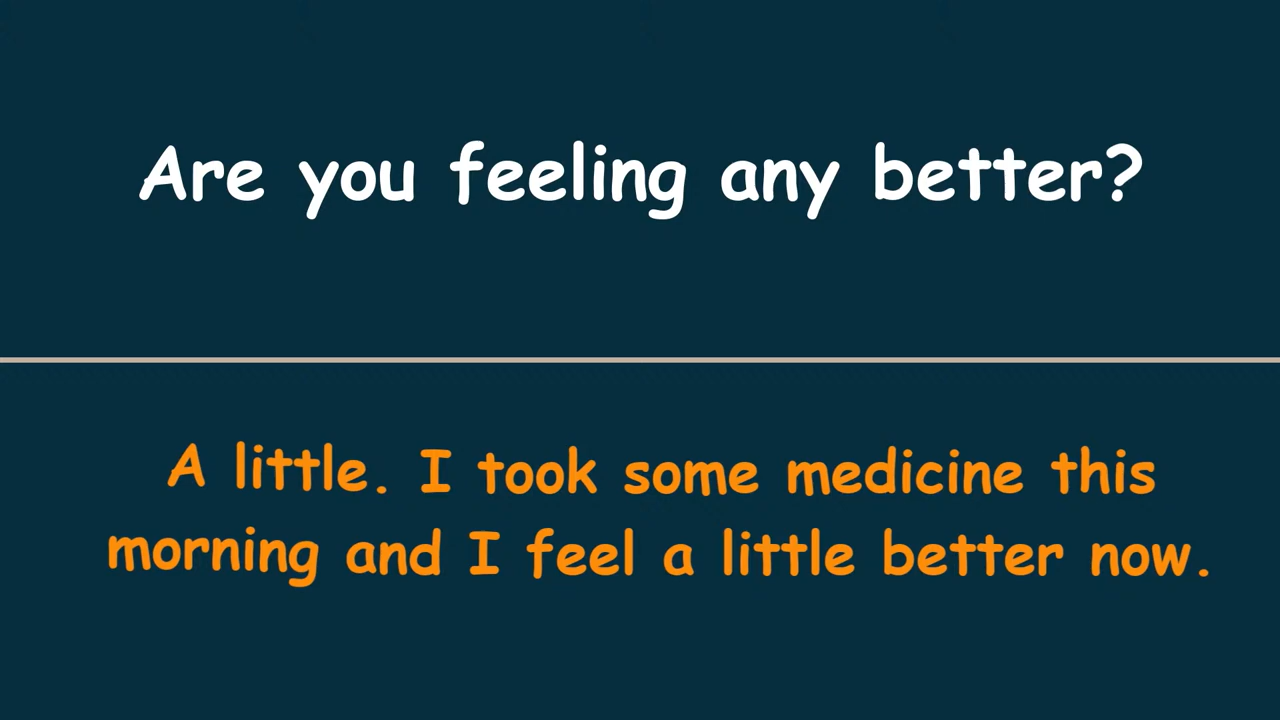 Are you feeling any better?
A little. I took some medicine this
morning and I feel a little better now.